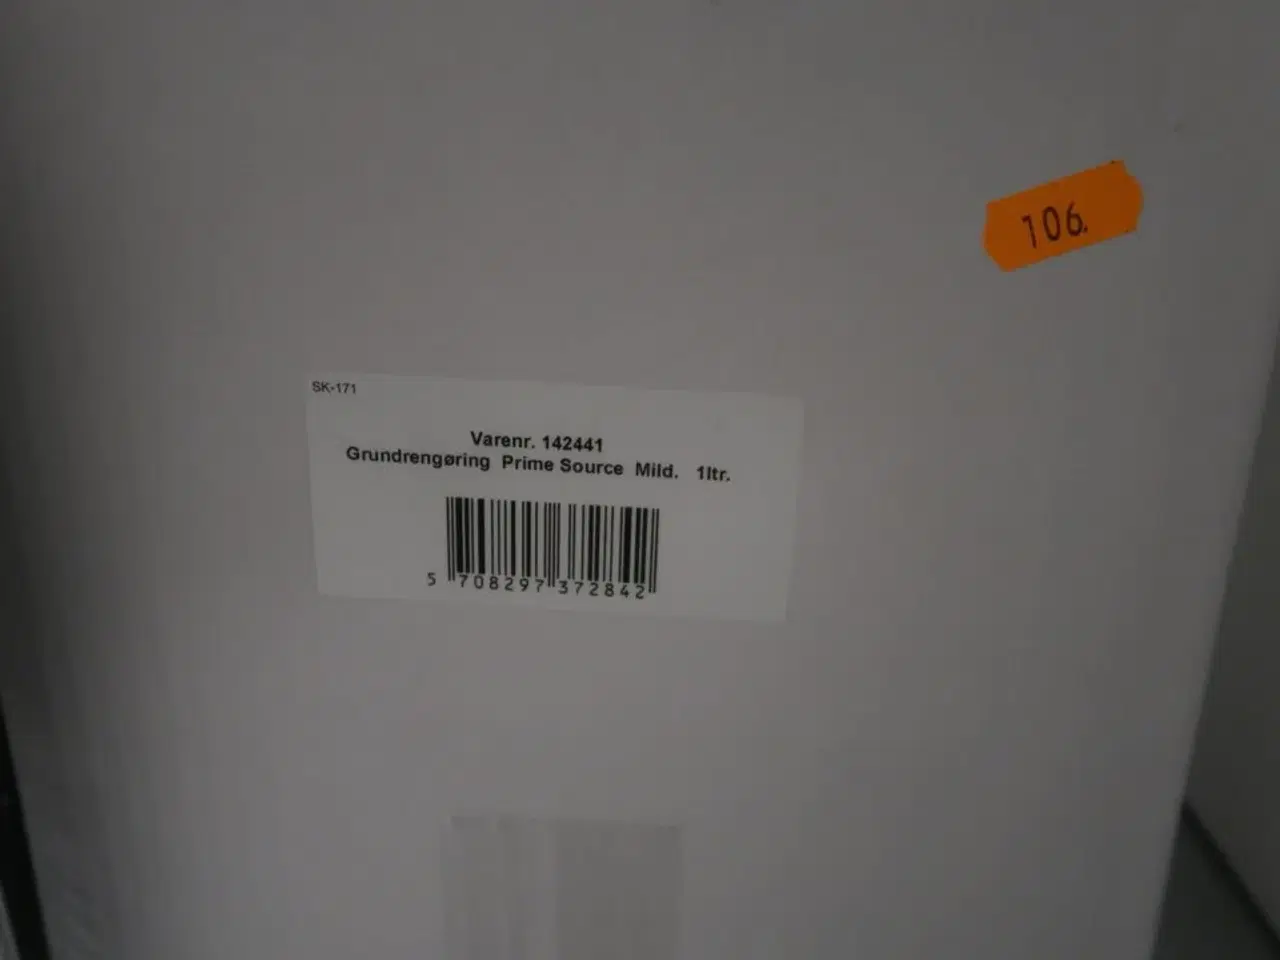 106.
SK-171
Varenr. 142441
Grundrengøring Prime Source Mild. 1ltr.
5 708297 372842